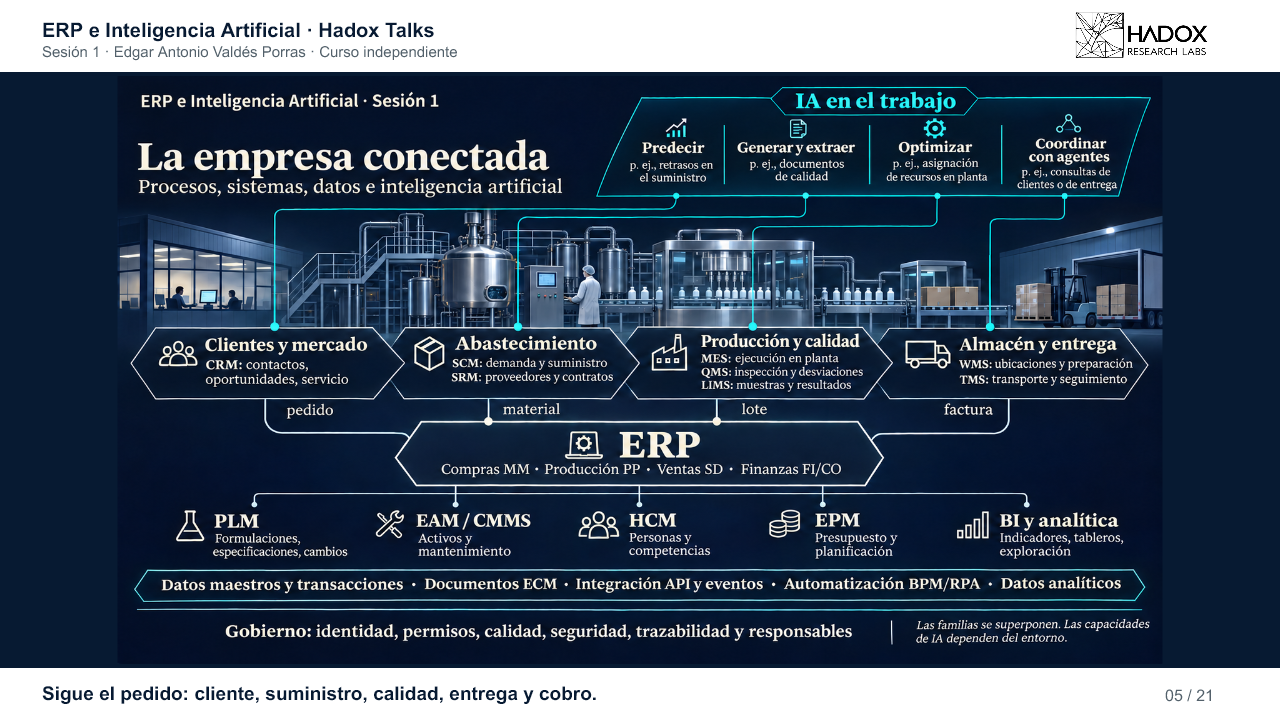 ERP e Inteligencia Artificial · Hadox Talks
Sesión 1 · Edgar Antonio Valdés Porras · Curso independiente
HADOX
RESEARCH LABS
ERP e Inteligencia Artificial · Sesión 1
La empresa conectada
Procesos, sistemas, datos e inteligencia artificial
IA en el trabajo
Predecir
p. ej., retrasos en
el suministro
Generar y extraer
p. ej., documentos
de calidad
Optimizar
p. ej., asignación
de recursos en planta
Coordinar
con agentes
p. ej., consultas de
clientes o de entrega
Clientes y mercado
CRM: contactos,
oportunidades, servicio
Abastecimiento
SCM: demanda y suministro
SRM: proveedores y contratos
Producción y calidad
MES: ejecución en planta
QMS: inspección y desviaciones
LIMS: muestras y resultados
Almacén y entrega
WMS: ubicaciones y preparación
TMS: transporte y seguimiento
pedido
material
lote
factura
ERP
Compras MM · Producción PP · Ventas SD · Finanzas FI/CO
PLM
Formulaciones,
especificaciones, cambios
EAM / CMMS
Activos y
mantenimiento
HCM
Personas y
competencias
EPM
Presupuesto y
planificación
BI y analítica
Indicadores, tableros,
exploración
Datos maestros y transacciones · Documentos ECM · Integración API y eventos · Automatización BPM/RPA · Datos analíticos
Gobierno: identidad, permisos, calidad, seguridad, trazabilidad y responsables
Las familias se superponen. Las capacidades
de IA dependen del entorno.
Sigue el pedido: cliente, suministro, calidad, entrega y cobro.
05 / 21